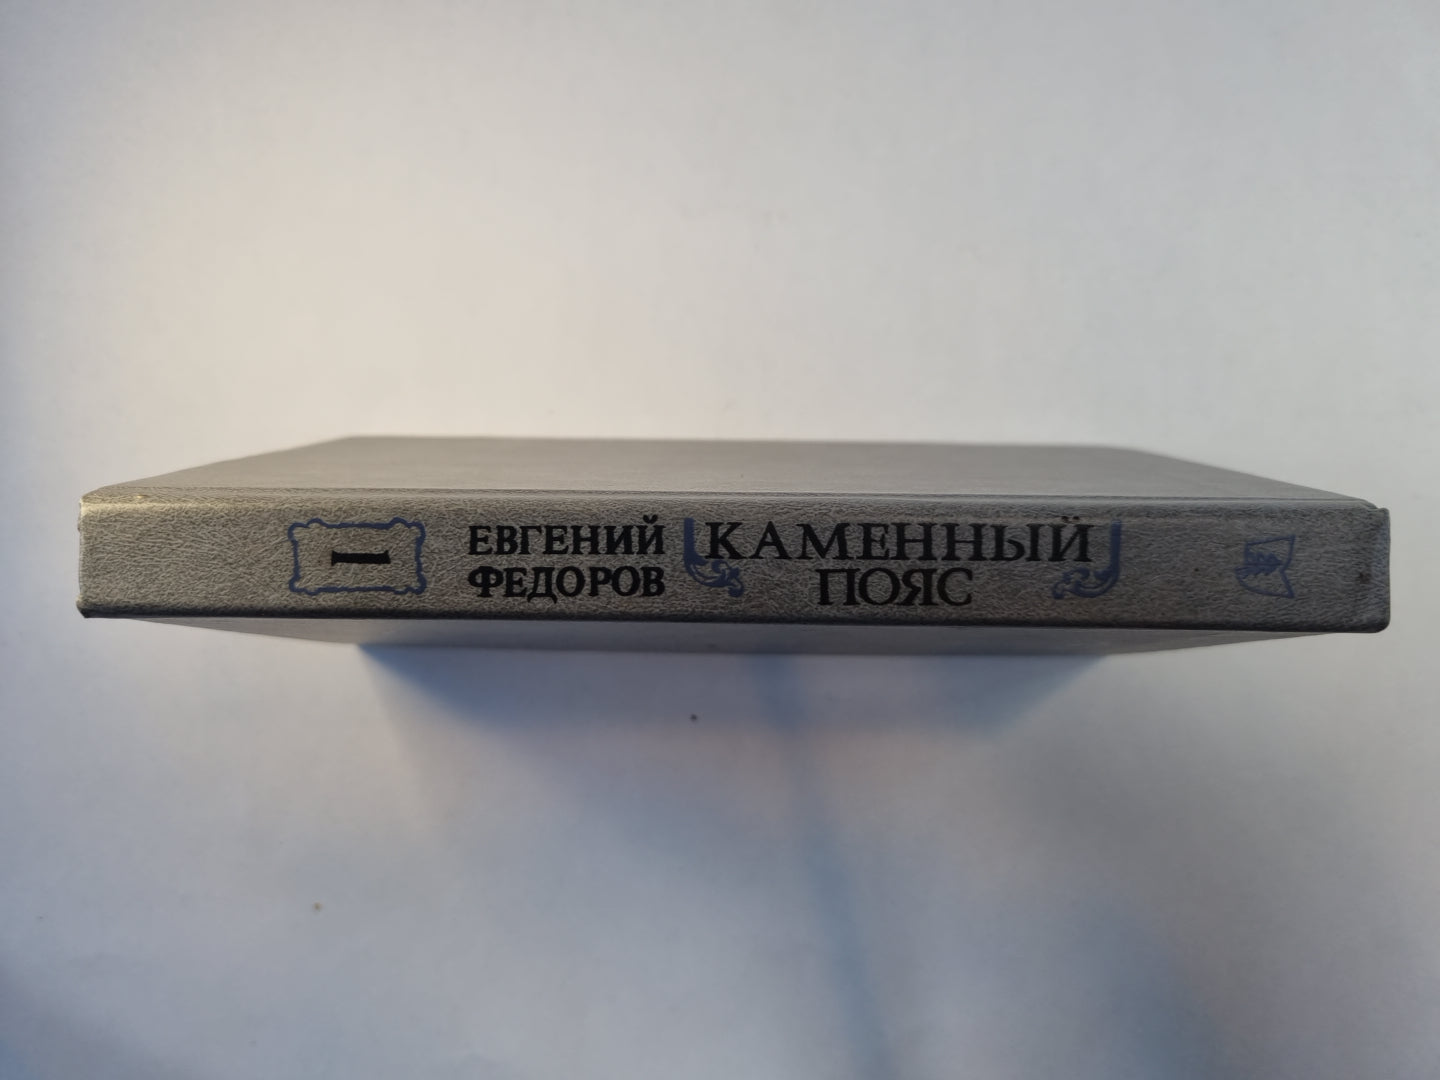 1
ЕВГЕНИЙ
ФЕДОРОВ
КАМЕННЫЙ
ПОЯС